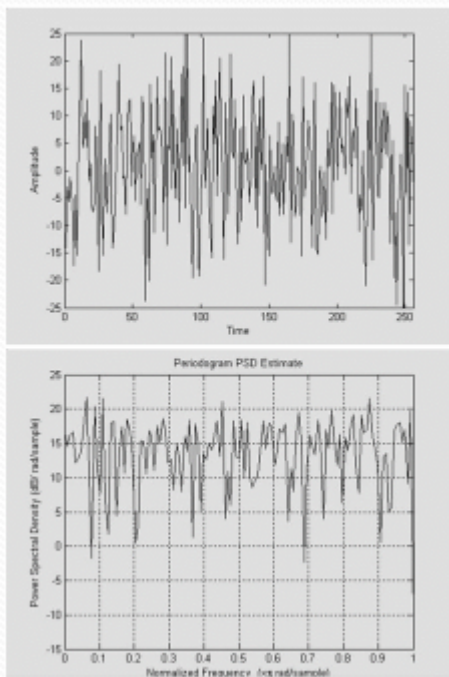 25
20
15
10
5
0
-5
-10
-15
-20
-25
Amplitude
0 50 100 150 200 250
Time
Periodogram PSD Estimate
25
20
15
10
5
0
-5
-10
-15
Power Spectral Density (dB/ rad/sample)
0 0.1 0.2 0.3 0.4 0.5 0.6 0.7 0.8 0.9 1
Normalized Frequency (×π rad/sample)